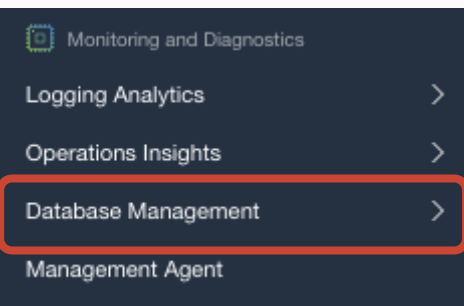 Monitoring and Diagnostics
Logging Analytics
Operations Insights
Database Management
Management Agent